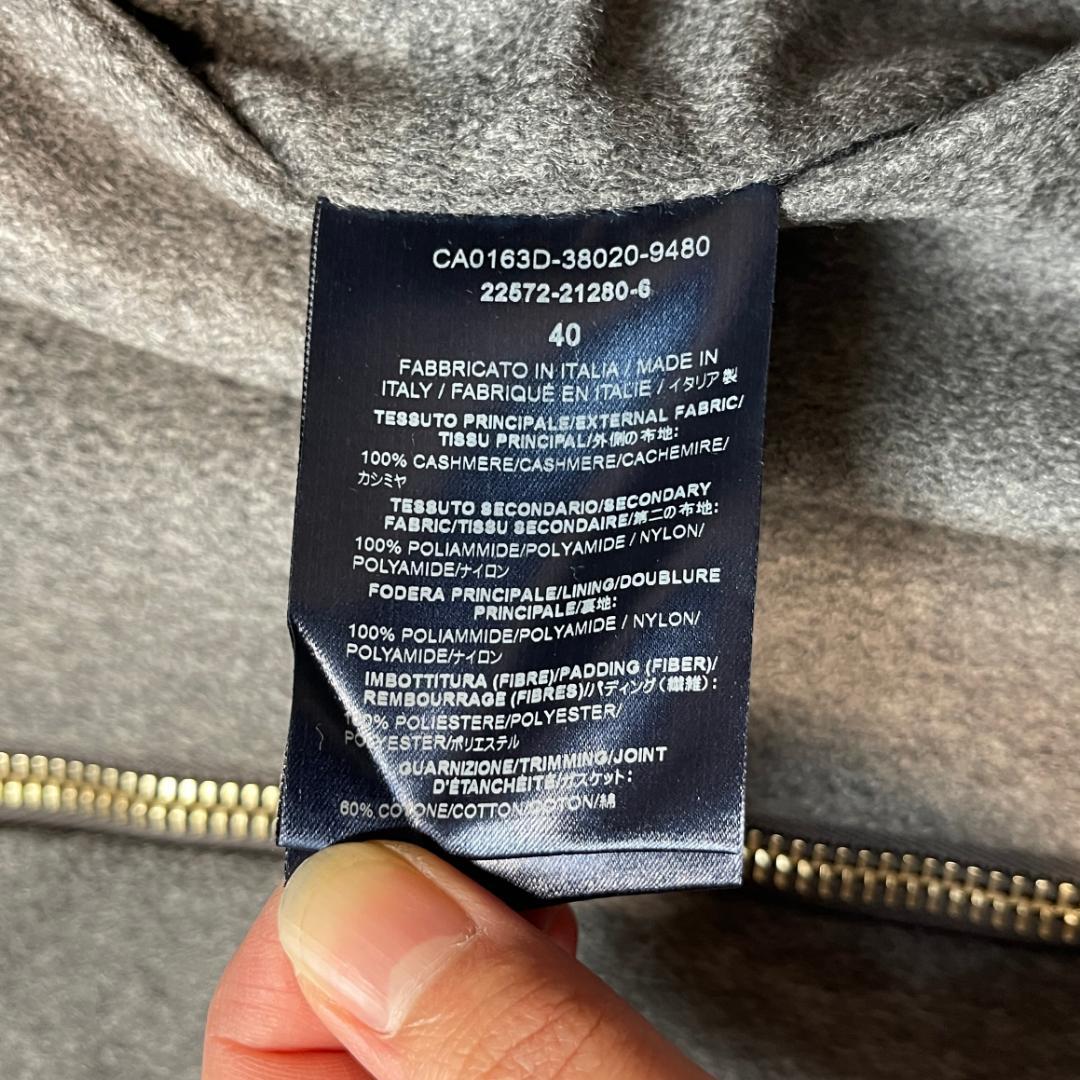 CA0163D-38020-9480
22572-21280-6
40
FABBRICATO IN ITALIA / MADE IN
ITALY / FABRIQUÉ EN ITALIE / イタリア製
TESSUTO PRINCIPALE/EXTERNAL FABRIC/
TISSU PRINCIPAL/外側の布地:
100% CASHMERE/CASHMERE/CACHEMIRE/
カシミヤ
TESSUTO SECONDARIO/SECONDARY
FABRIC/TISSU SECONDAIRE/第二の布地:
100% POLIAMMIDE/POLYAMIDE / NYLON/
POLYAMIDE/ナイロン
FODERA PRINCIPALE/LINING/DOUBLURE
PRINCIPALE/裏地:
100% POLIAMMIDE/POLYAMIDE / NYLON/
POLYAMIDE/ナイロン
IMBOTTITURA (FIBRE)/PADDING (FIBER)/
REMBOURRAGE (FIBRES)/パディング(繊維):
100% POLIESTERE/POLYESTER/
POLYESTER/ポリエステル
GUARNIZIONE/TRIMMING/JOINT
D'ÉTANCHÉITÉ/ガスケット:
60% COTONE/COTTON/COTON/綿